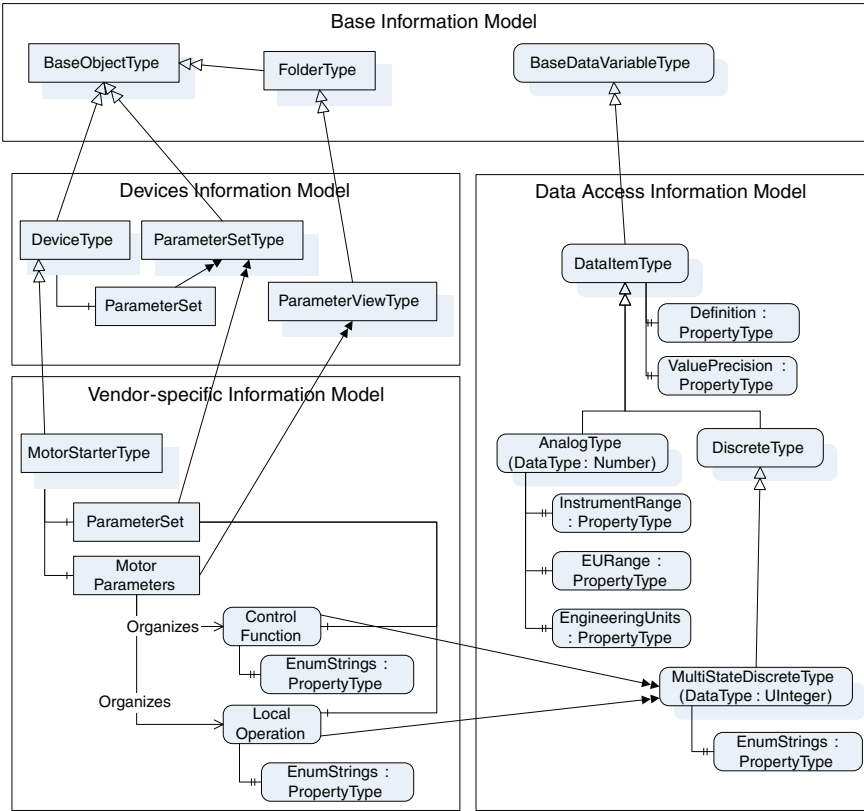 Base Information Model
BaseObjectType
FolderType
BaseDataVariableType
Devices Information Model
DeviceType
ParameterSetType
ParameterSet
ParameterViewType
Data Access Information Model
DataItemType
Definition :
PropertyType
ValuePrecision :
PropertyType
AnalogType
(DataType : Number)
DiscreteType
InstrumentRange
: PropertyType
EURange :
PropertyType
EngineeringUnits
: PropertyType
MultiStateDiscreteType
(DataType : UInteger)
EnumStrings :
PropertyType
Vendor-specific Information Model
MotorStarterType
ParameterSet
Motor
Parameters
Organizes
Control
Function
EnumStrings :
PropertyType
Organizes
Local
Operation
EnumStrings :
PropertyType